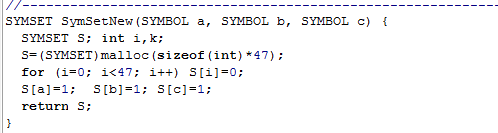 //------------------------------------------------------------
SYMSET SymSetNew(SYMBOL a, SYMBOL b, SYMBOL c) {
  SYMSET S; int i,k;
  S=(SYMSET)malloc(sizeof(int)*47);
  for (i=0; i<47; i++) S[i]=0;
  S[a]=1;  S[b]=1; S[c]=1;
  return S;
}